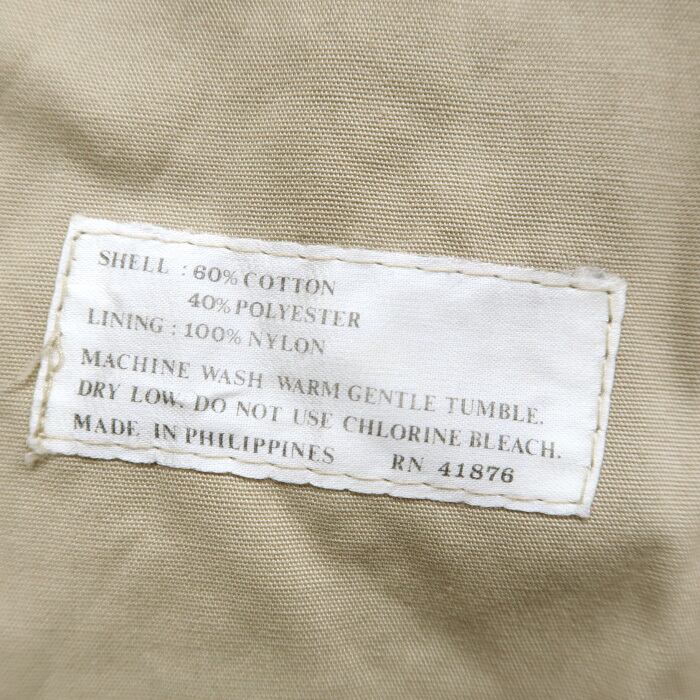 SHELL : 60% COTTON
40% POLYESTER
LINING : 100% NYLON
MACHINE WASH WARM GENTLE TUMBLE.
DRY LOW. DO NOT USE CHLORINE BLEACH.
MADE IN PHILIPPINES RN 41876